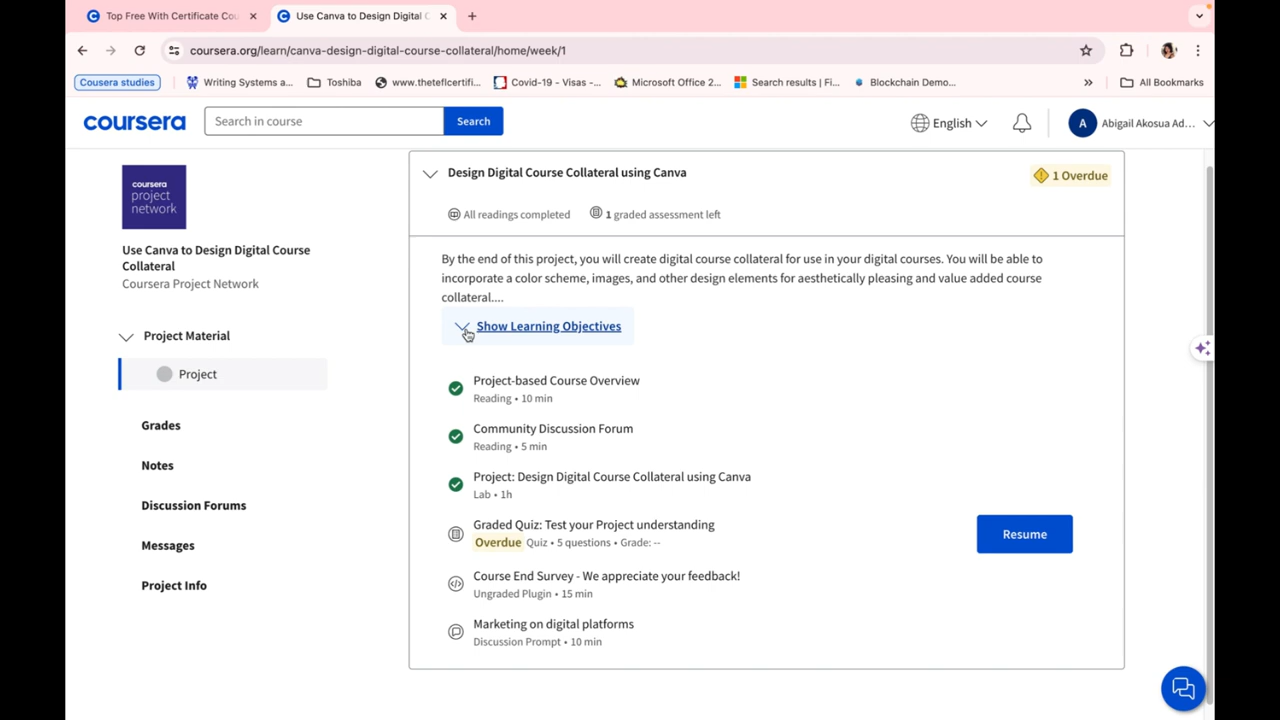 Top Free With Certificate Cou
Use Canva to Design Digital C
coursera.org/learn/canva-design-digital-course-collateral/home/week/1
Cousera studies
Writing Systems a...
Toshiba
www.theteflcertifi...
Covid-19 - Visas -...
Microsoft Office 2...
Search results | Fi...
Blockchain Demo...
»
All Bookmarks
coursera
Search in course
Search
English
A
Abigail Akosua Ad...
coursera
project
network
Use Canva to Design Digital Course
Collateral
Coursera Project Network
Project Material
Project
Grades
Notes
Discussion Forums
Messages
Project Info
Design Digital Course Collateral using Canva
1 Overdue
All readings completed
1 graded assessment left
By the end of this project, you will create digital course collateral for use in your digital courses. You will be able to
incorporate a color scheme, images, and other design elements for aesthetically pleasing and value added course
collateral....
Show Learning Objectives
Project-based Course Overview
Reading • 10 min
Community Discussion Forum
Reading • 5 min
Project: Design Digital Course Collateral using Canva
Lab • 1h
Graded Quiz: Test your Project understanding
Overdue Quiz • 5 questions • Grade: --
Resume
Course End Survey - We appreciate your feedback!
Ungraded Plugin • 15 min
Marketing on digital platforms
Discussion Prompt • 10 min